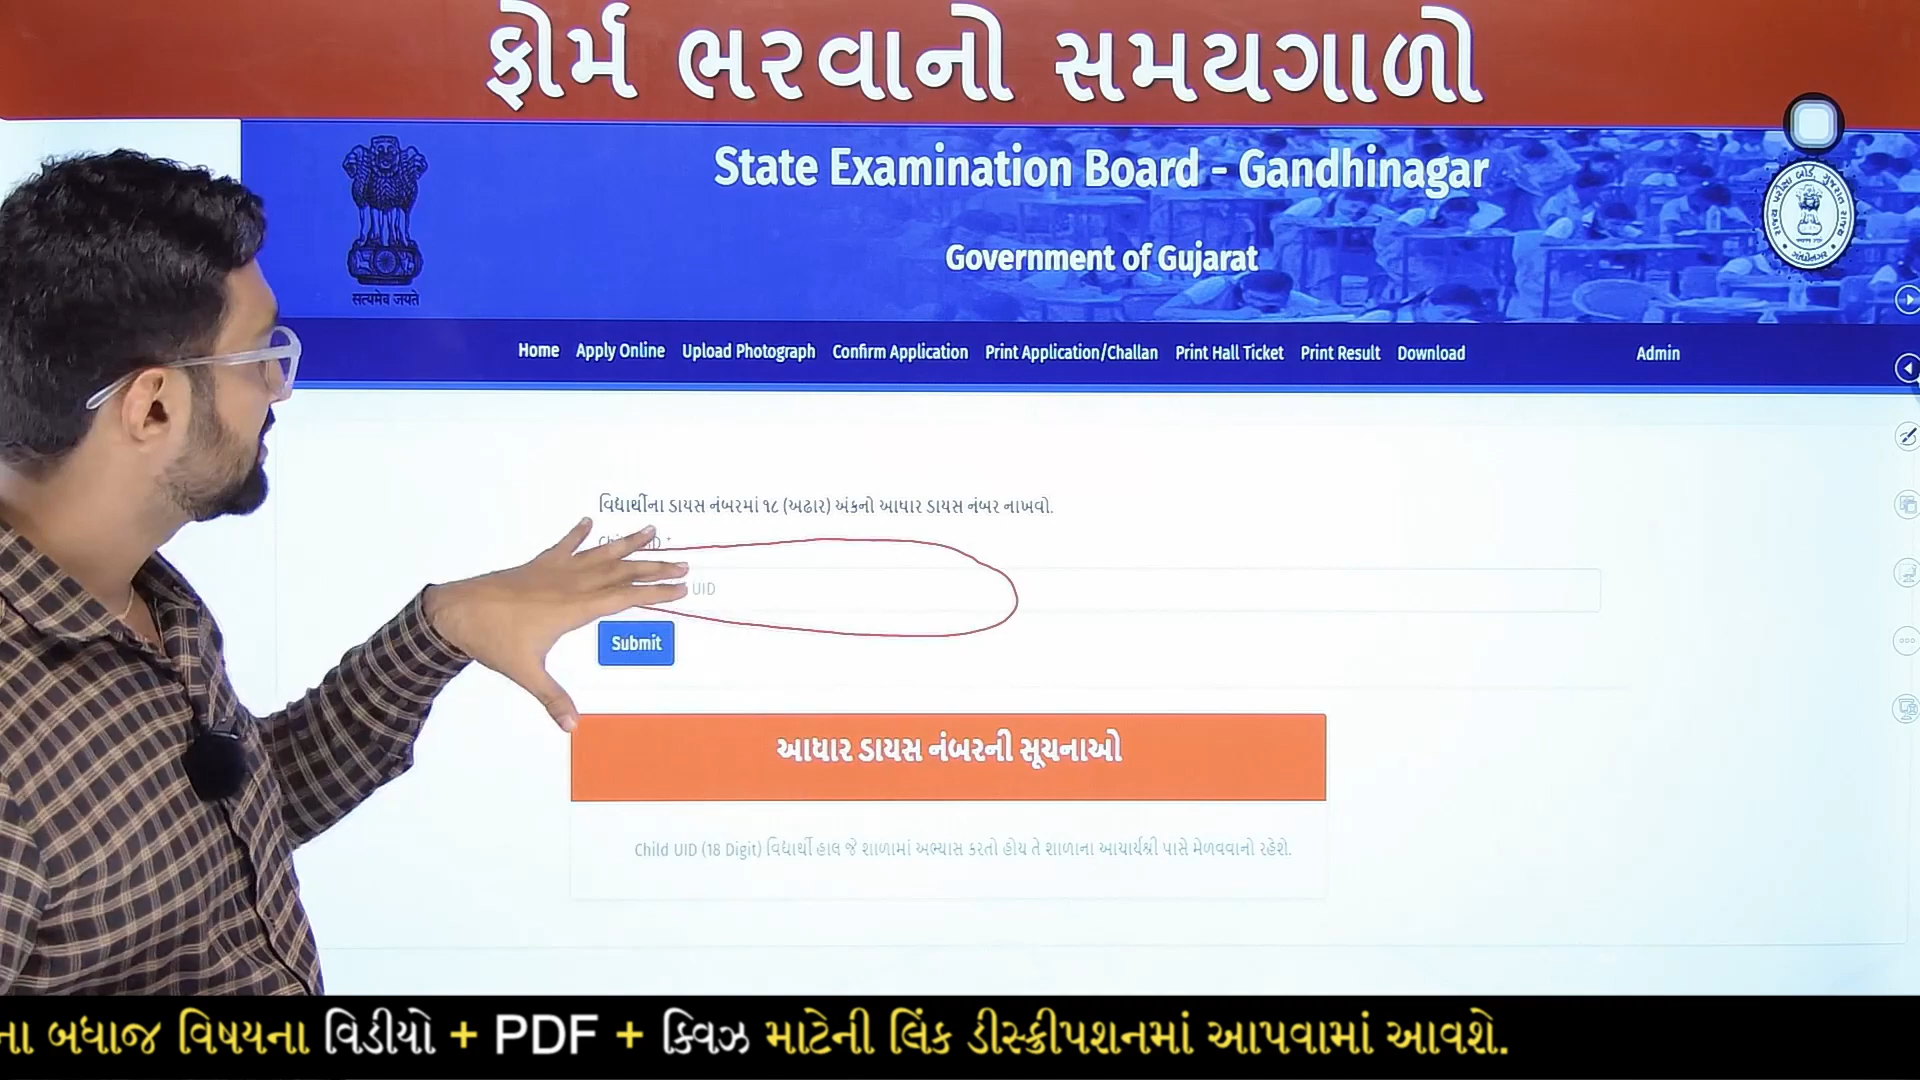 ફોર્મ ભરવાનો સમયગાળો
State Examination Board - Gandhinagar
Government of Gujarat
सत्यमेव जयते
Home Apply Online Upload Photograph Confirm Application Print Application/Challan Print Hall Ticket Print Result Download Admin
વિદ્યાર્થીના ડાયસ નંબરમાં ૧૮ (અઢાર) અંકનો આધાર ડાયસ નંબર નાખવો.
UID
Submit
આધાર ડાયસ નંબરની સૂચનાઓ
Child UID (18 Digit) વિદ્યાર્થી હાલ જે શાળામાં અભ્યાસ કરતો હોય તે શાળાના આચાર્યશ્રી પાસે મેળવવાનો રહેશે.
ના બધાજ વિષયના વિડીયો + PDF + ક્વિઝ માટેની લિંક ડીસ્ક્રીપશનમાં આપવામાં આવશે.